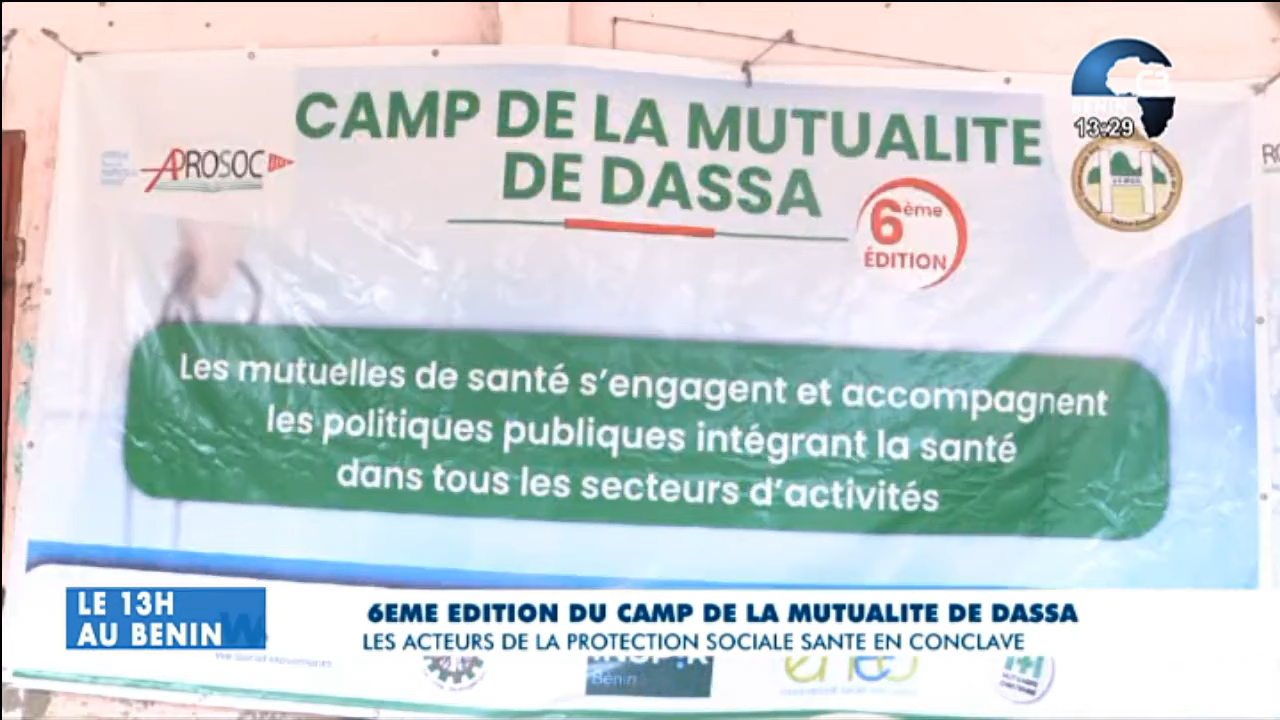 CAMP DE LA MUTUALITE
DE DASSA
APROSOC
6ème
ÉDITION
BENIN
13:29
Les mutuelles de santé s'engagent et accompagnent
les politiques publiques intégrant la santé
dans tous les secteurs d'activités
LE 13H
AU BENIN
6EME EDITION DU CAMP DE LA MUTUALITE DE DASSA
LES ACTEURS DE LA PROTECTION SOCIALE SANTE EN CONCLAVE
Bénin